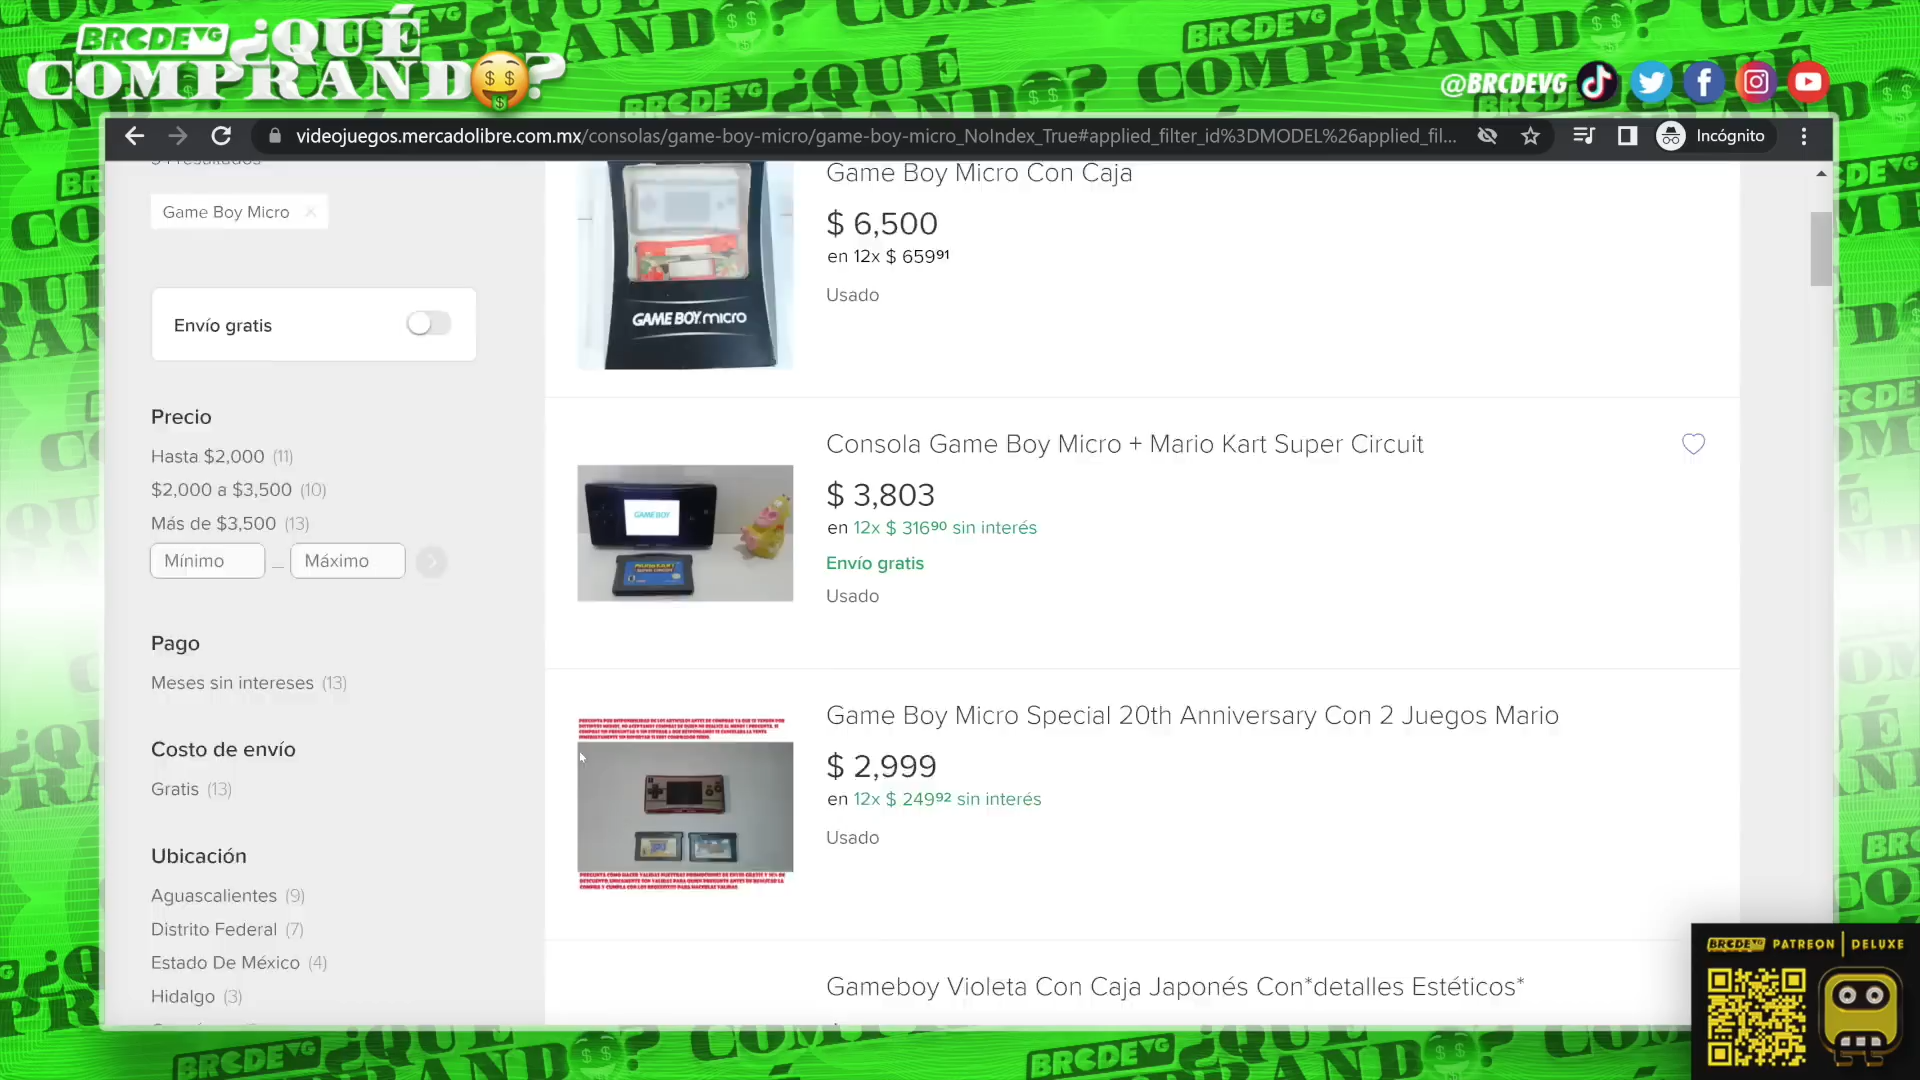 BRCDEVG
¿QUÉ
COMPRANDO?
@BRCDEVG
videojuegos.mercadolibre.com.mx/consolas/game-boy-micro/game-boy-micro_NoIndex_True#applied_filter_id%3DMODEL%26applied_fil...
Incógnito
Game Boy Micro
Envío gratis
Precio
Hasta $2,000 (11)
$2,000 a $3,500 (10)
Más de $3,500 (13)
Mínimo
Máximo
Pago
Meses sin intereses (13)
Costo de envío
Gratis (13)
Ubicación
Aguascalientes (9)
Distrito Federal (7)
Estado De México (4)
Hidalgo (3)
GAME BOY micro
Game Boy Micro Con Caja
$ 6,500
en 12x $ 659⁹¹
Usado
GAME BOY
Consola Game Boy Micro + Mario Kart Super Circuit
$ 3,803
en 12x $ 316⁹⁰ sin interés
Envío gratis
Usado
Game Boy Micro Special 20th Anniversary Con 2 Juegos Mario
$ 2,999
en 12x $ 249⁹² sin interés
Usado
Gameboy Violeta Con Caja Japonés Con*detalles Estéticos*
BRCDEVG PATREON | DELUXE